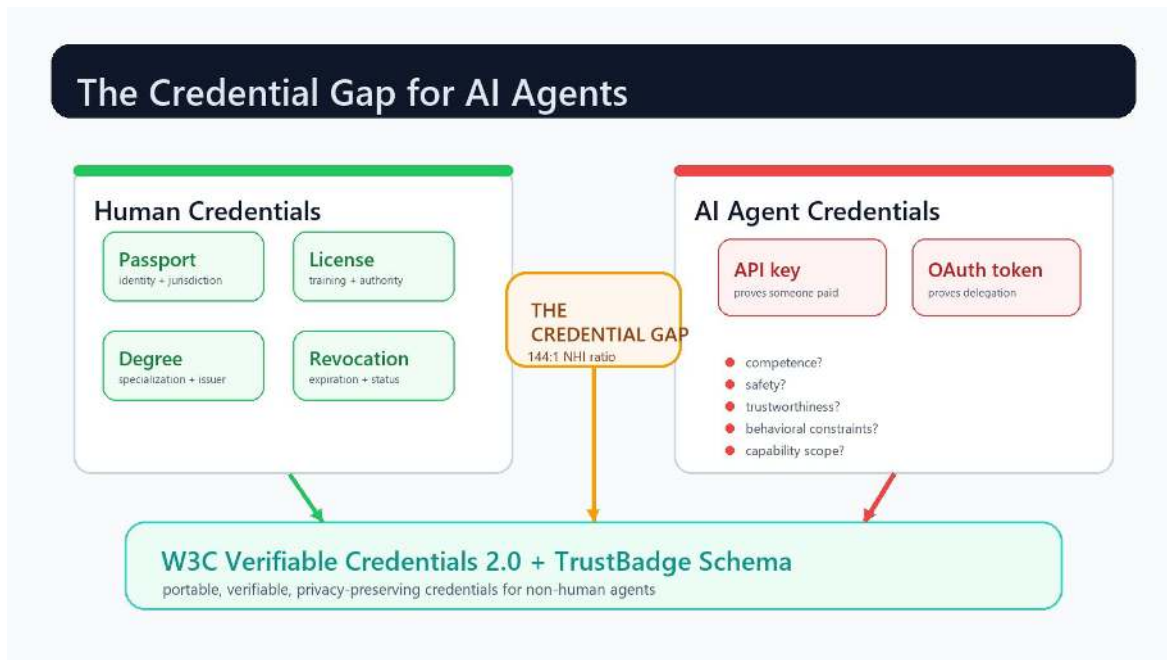 The Credential Gap for AI Agents
Human Credentials
Passport
identity + jurisdiction
License
training + authority
Degree
specialization + issuer
Revocation
expiration + status
THE
CREDENTIAL GAP
144:1 NHI ratio
AI Agent Credentials
API key
proves someone paid
OAuth token
proves delegation
competence?
safety?
trustworthiness?
behavioral constraints?
capability scope?
W3C Verifiable Credentials 2.0 + TrustBadge Schema
portable, verifiable, privacy-preserving credentials for non-human agents